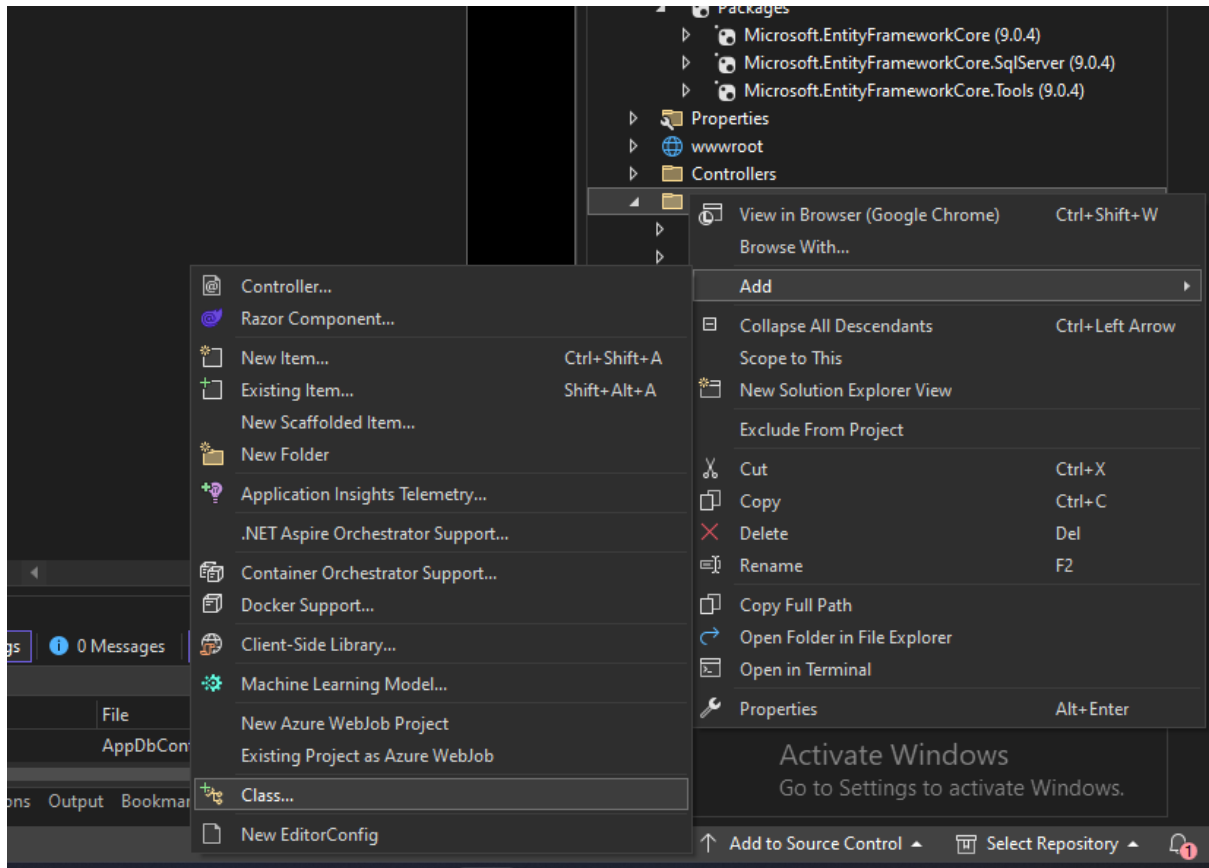 Packages
Microsoft.EntityFrameworkCore (9.0.4)
Microsoft.EntityFrameworkCore.SqlServer (9.0.4)
Microsoft.EntityFrameworkCore.Tools (9.0.4)
Properties
wwwroot
Controllers
View in Browser (Google Chrome) Ctrl+Shift+W
Browse With...
Add
Collapse All Descendants Ctrl+Left Arrow
Scope to This
New Solution Explorer View
Exclude From Project
Cut Ctrl+X
Copy Ctrl+C
Delete Del
Rename F2
Copy Full Path
Open Folder in File Explorer
Open in Terminal
Properties Alt+Enter
Controller...
Razor Component...
New Item... Ctrl+Shift+A
Existing Item... Shift+Alt+A
New Scaffolded Item...
New Folder
Application Insights Telemetry...
.NET Aspire Orchestrator Support...
Container Orchestrator Support...
Docker Support...
Client-Side Library...
Machine Learning Model...
New Azure WebJob Project
Existing Project as Azure WebJob
Class...
New EditorConfig
gs 0 Messages
File
AppDbCon
ons Output Bookmar
Activate Windows
Go to Settings to activate Windows.
Add to Source Control Select Repository 1